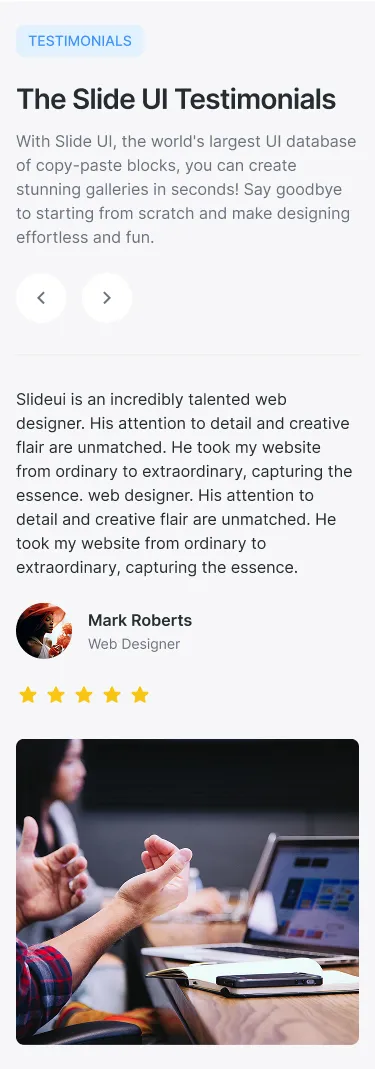 TESTIMONIALS
The Slide UI Testimonials
With Slide UI, the world's largest UI database
of copy-paste blocks, you can create
stunning galleries in seconds! Say goodbye
to starting from scratch and make designing
effortless and fun.
Slideui is an incredibly talented web
designer. His attention to detail and creative
flair are unmatched. He took my website
from ordinary to extraordinary, capturing the
essence. web designer. His attention to
detail and creative flair are unmatched. He
took my website from ordinary to
extraordinary, capturing the essence.
Mark Roberts
Web Designer